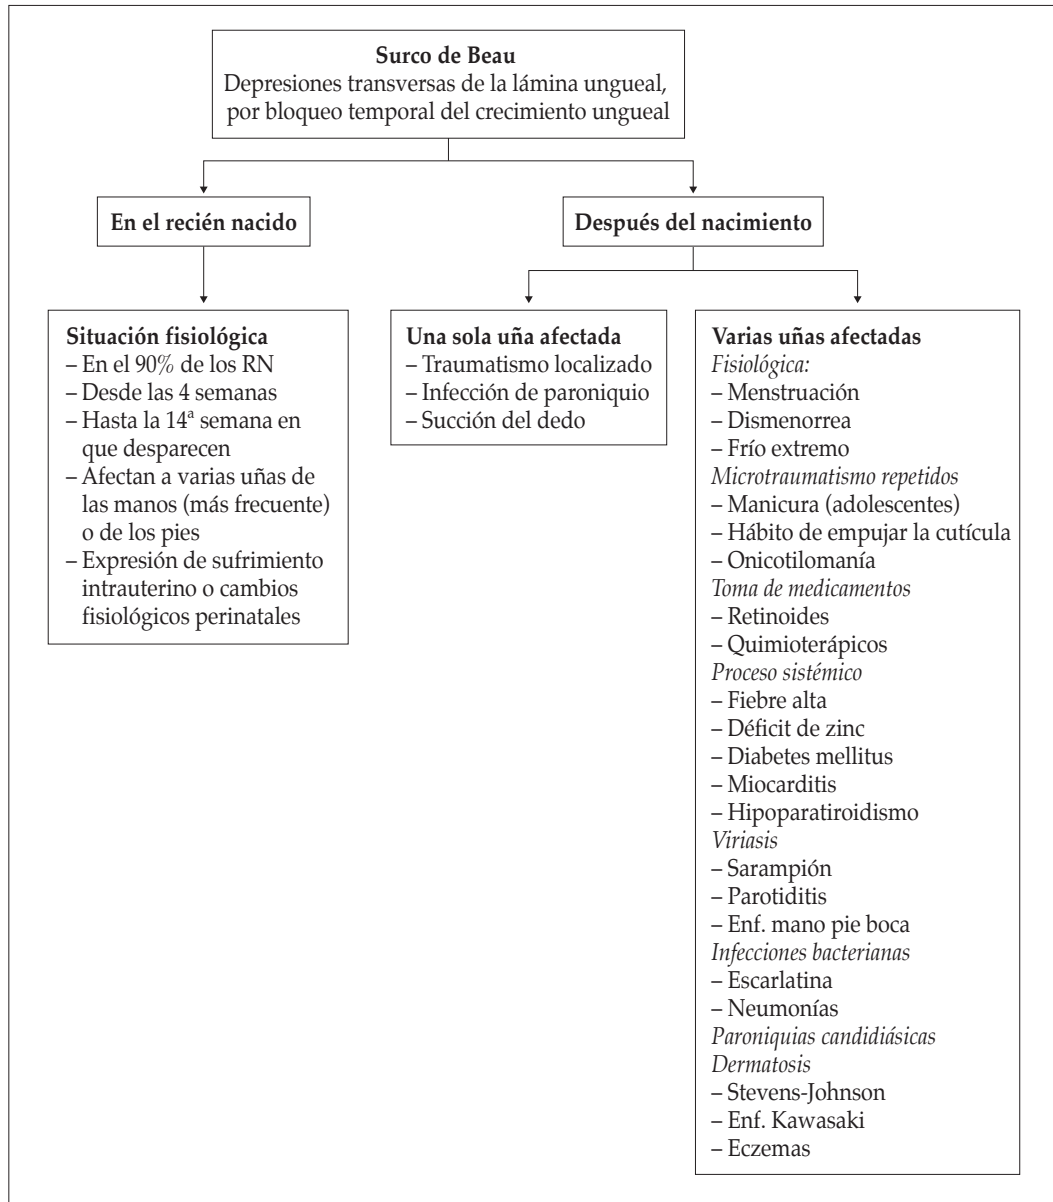 Surco de Beau
Depresiones transversas de la lámina ungueal,
por bloqueo temporal del crecimiento ungueal
En el recién nacido
Después del nacimiento
Situación fisiológica
– En el 90% de los RN
– Desde las 4 semanas
– Hasta la 14ª semana en
que desparecen
– Afectan a varias uñas de
las manos (más frecuente)
o de los pies
– Expresión de sufrimiento
intrauterino o cambios
fisiológicos perinatales
Una sola uña afectada
– Traumatismo localizado
– Infección de paroniquio
– Succión del dedo
Varias uñas afectadas
Fisiológica:
– Menstruación
– Dismenorrea
– Frío extremo
Microtraumatismo repetidos
– Manicura (adolescentes)
– Hábito de empujar la cutícula
– Onicotilomanía
Toma de medicamentos
– Retinoides
– Quimioterápicos
Proceso sistémico
– Fiebre alta
– Déficit de zinc
– Diabetes mellitus
– Miocarditis
– Hipoparatiroidismo
Viriasis
– Sarampión
– Parotiditis
– Enf. mano pie boca
Infecciones bacterianas
– Escarlatina
– Neumonías
Paroniquias candidiásicas
Dermatosis
– Stevens-Johnson
– Enf. Kawasaki
– Eczemas